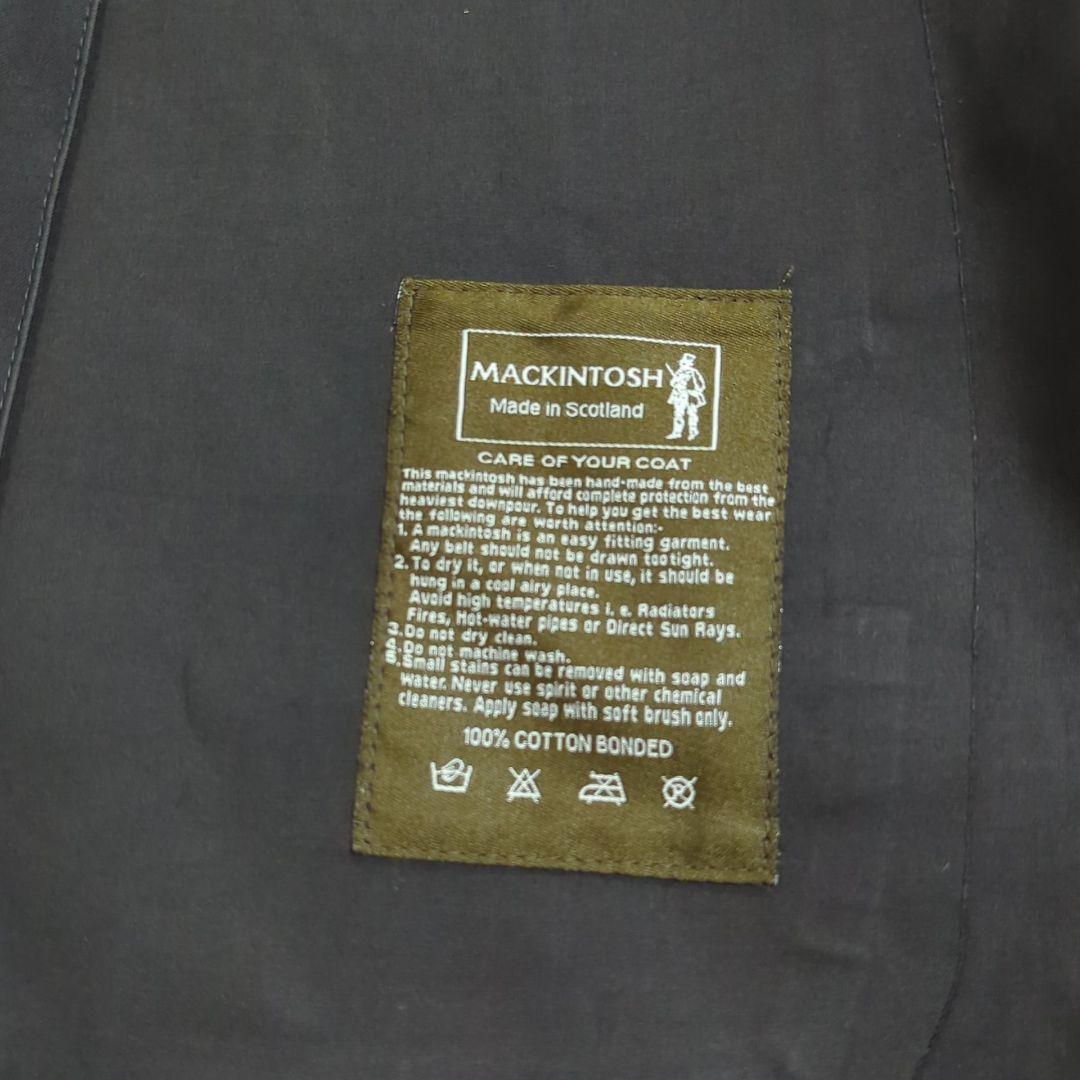 MACKINTOSH
Made in Scotland
CARE OF YOUR COAT
This mackintosh has been hand-made from the best
materials and will afford complete protection from the
heaviest downpour. To help you get the best wear
the following are worth attention:-
1. A mackintosh is an easy fitting garment.
Any belt should not be drawn too tight.
2. To dry it, or when not in use, it should be
hung in a cool airy place.
Avoid high temperatures i. e. Radiators
Fires, Hot-water pipes or Direct Sun Rays.
3. Do not dry clean.
4. Do not machine wash.
5. Small stains can be removed with soap and
water. Never use spirit or other chemical
cleaners. Apply soap with soft brush only.
100% COTTON BONDED
P